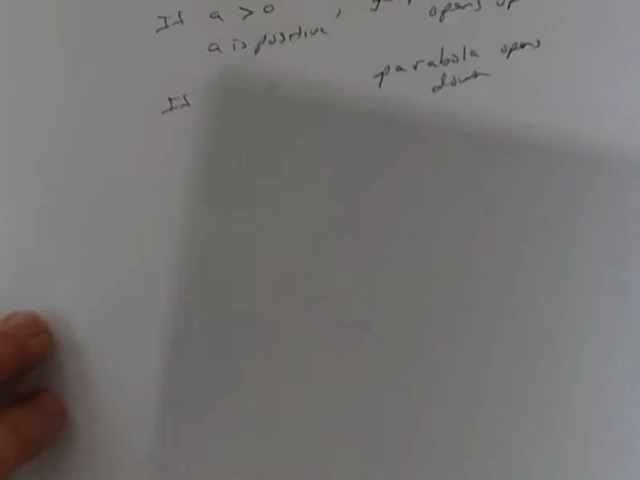 If a > 0,
opens up
a is positive
parabola opens
down
If